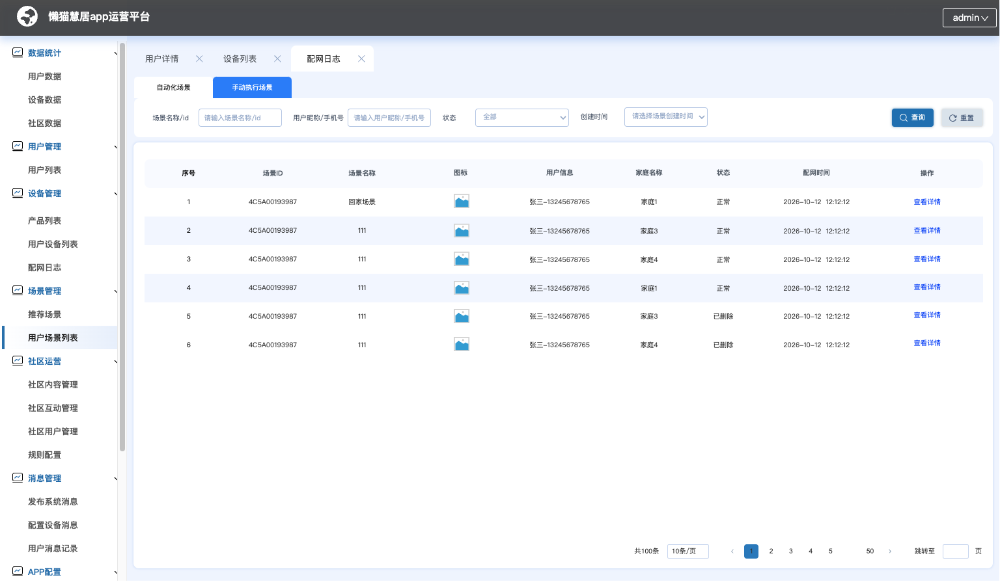 懒猫慧居app运营平台
admin
数据统计
用户数据
设备数据
社区数据
用户管理
用户列表
设备管理
产品列表
用户设备列表
配网日志
场景管理
推荐场景
用户场景列表
社区运营
社区内容管理
社区互动管理
社区用户管理
规则配置
消息管理
发布系统消息
配置设备消息
用户消息记录
APP配置
用户详情 设备列表 配网日志
自动化场景 手动执行场景
场景名称/id 请输入场景名称/id 用户昵称/手机号 请输入用户昵称/手机号 状态 全部 创建时间 请选择场景创建时间 查询 重置
序号 场景ID 场景名称 图标 用户信息 家庭名称 状态 配网时间 操作
1 4C5A00193987 回家场景 张三-13245678765 家庭1 正常 2026-10-12 12:12:12 查看详情
2 4C5A00193987 111 张三-13245678765 家庭3 正常 2026-10-12 12:12:12 查看详情
3 4C5A00193987 111 张三-13245678765 家庭4 正常 2026-10-12 12:12:12 查看详情
4 4C5A00193987 111 张三-13245678765 家庭1 正常 2026-10-12 12:12:12 查看详情
5 4C5A00193987 111 张三-13245678765 家庭3 已删除 2026-10-12 12:12:12 查看详情
6 4C5A00193987 111 张三-13245678765 家庭4 已删除 2026-10-12 12:12:12 查看详情
共100条 10条/页 1 2 3 4 5 50 跳转至 页